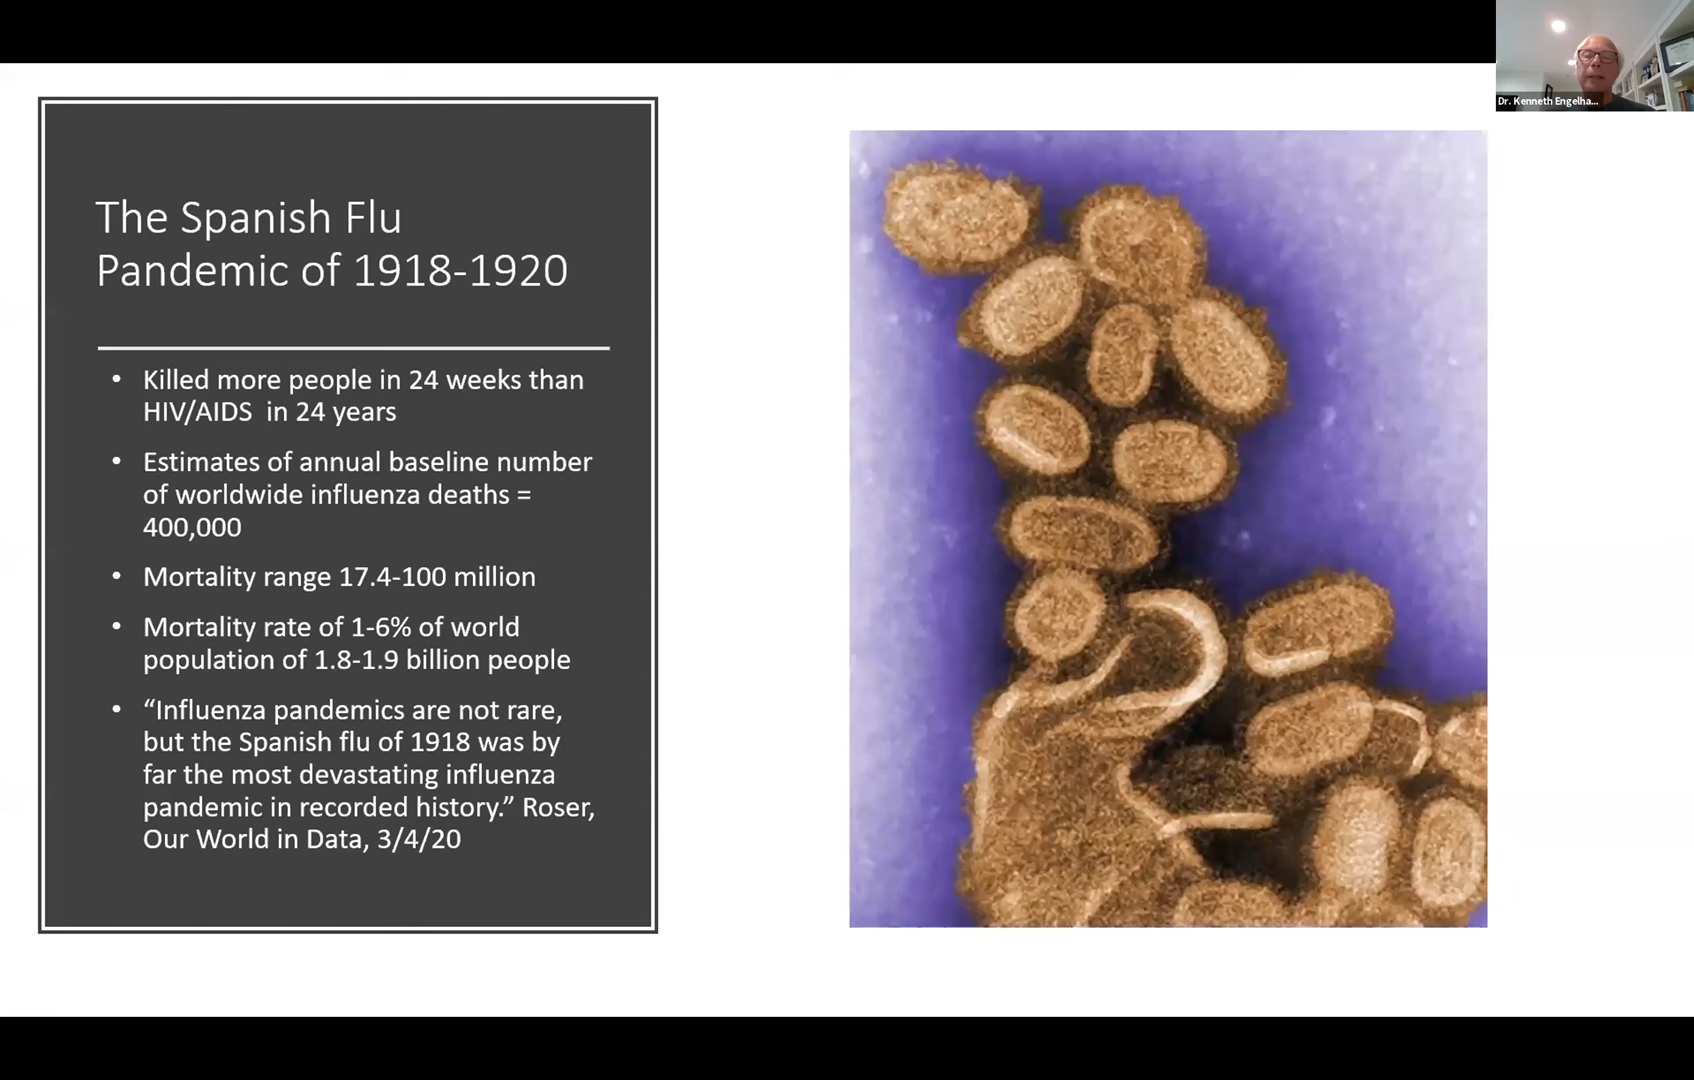 The Spanish Flu
Pandemic of 1918-1920
• Killed more people in 24 weeks than
HIV/AIDS in 24 years
• Estimates of annual baseline number
of worldwide influenza deaths =
400,000
• Mortality range 17.4-100 million
• Mortality rate of 1-6% of world
population of 1.8-1.9 billion people
• “Influenza pandemics are not rare,
but the Spanish flu of 1918 was by
far the most devastating influenza
pandemic in recorded history.” Roser,
Our World in Data, 3/4/20
Dr. Kenneth Engelha...